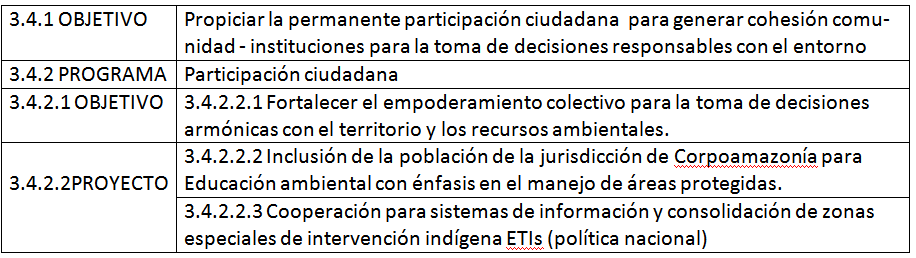 3.4.1 OBJETIVO
Propiciar la permanente participación ciudadana para generar cohesión comu-
nidad - instituciones para la toma de decisiones responsables con el entorno
3.4.2 PROGRAMA
Participación ciudadana
3.4.2.1 OBJETIVO
3.4.2.2.1 Fortalecer el empoderamiento colectivo para la toma de decisiones
armónicas con el territorio y los recursos ambientales.
3.4.2.2PROYECTO
3.4.2.2.2 Inclusión de la población de la jurisdicción de Corpoamazonía para
Educación ambiental con énfasis en el manejo de áreas protegidas.
3.4.2.2.3 Cooperación para sistemas de información y consolidación de zonas
especiales de intervención indígena ETIs (política nacional)